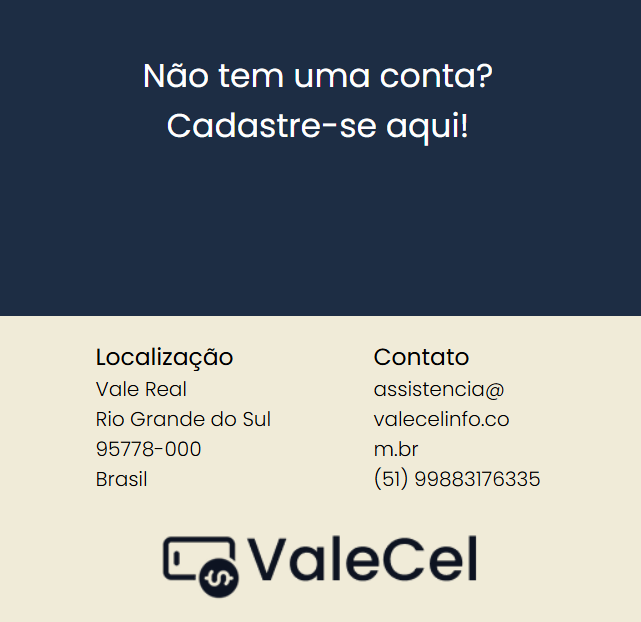 Não tem uma conta?
Cadastre-se aqui!
Localização
Vale Real
Rio Grande do Sul
95778-000
Brasil
Contato
assistencia@
valecelinfo.co
m.br
(51) 99883176335
ValeCel